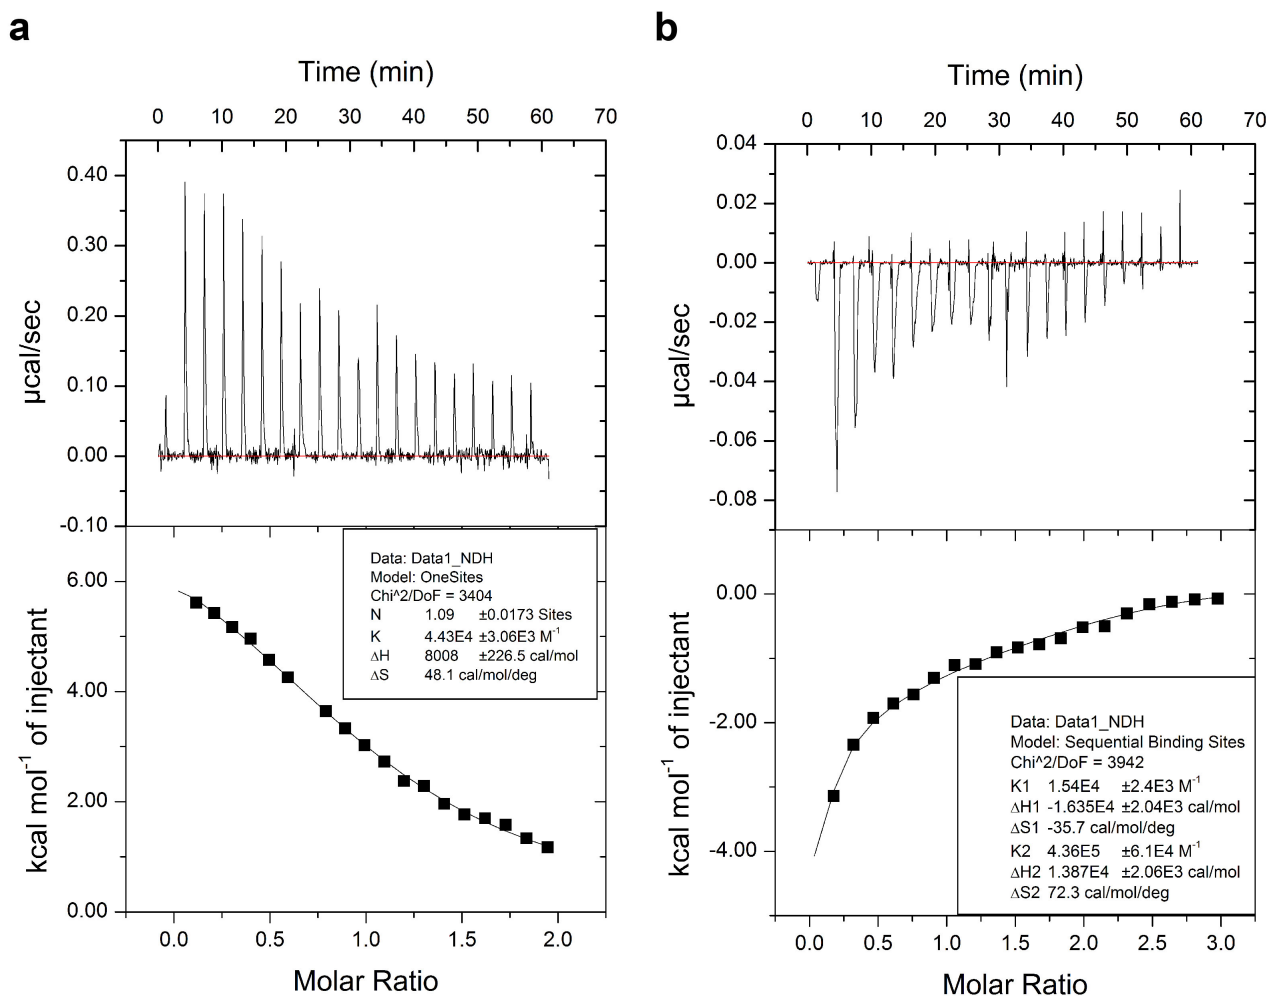 a
Time (min)
0 10 20 30 40 50 60 70
0.40
0.30
0.20
0.10
0.00
-0.10
µcal/sec
Data: Data1_NDH
Model: OneSites
Chi^2/DoF = 3404
N 1.09 ±0.0173 Sites
K 4.43E4 ±3.06E3 M⁻¹
ΔH 8008 ±226.5 cal/mol
ΔS 48.1 cal/mol/deg
6.00
4.00
2.00
0.00
kcal mol⁻¹ of injectant
0.0 0.5 1.0 1.5 2.0
Molar Ratio
b
Time (min)
0 10 20 30 40 50 60 70
0.04
0.02
0.00
-0.02
-0.04
-0.06
-0.08
µcal/sec
0.00
-2.00
-4.00
kcal mol⁻¹ of injectant
Data: Data1_NDH
Model: Sequential Binding Sites
Chi^2/DoF = 3942
K1 1.54E4 ±2.4E3 M⁻¹
ΔH1 -1.635E4 ±2.04E3 cal/mol
ΔS1 -35.7 cal/mol/deg
K2 4.36E5 ±6.1E4 M⁻¹
ΔH2 1.387E4 ±2.06E3 cal/mol
ΔS2 72.3 cal/mol/deg
0.0 0.5 1.0 1.5 2.0 2.5 3.0
Molar Ratio